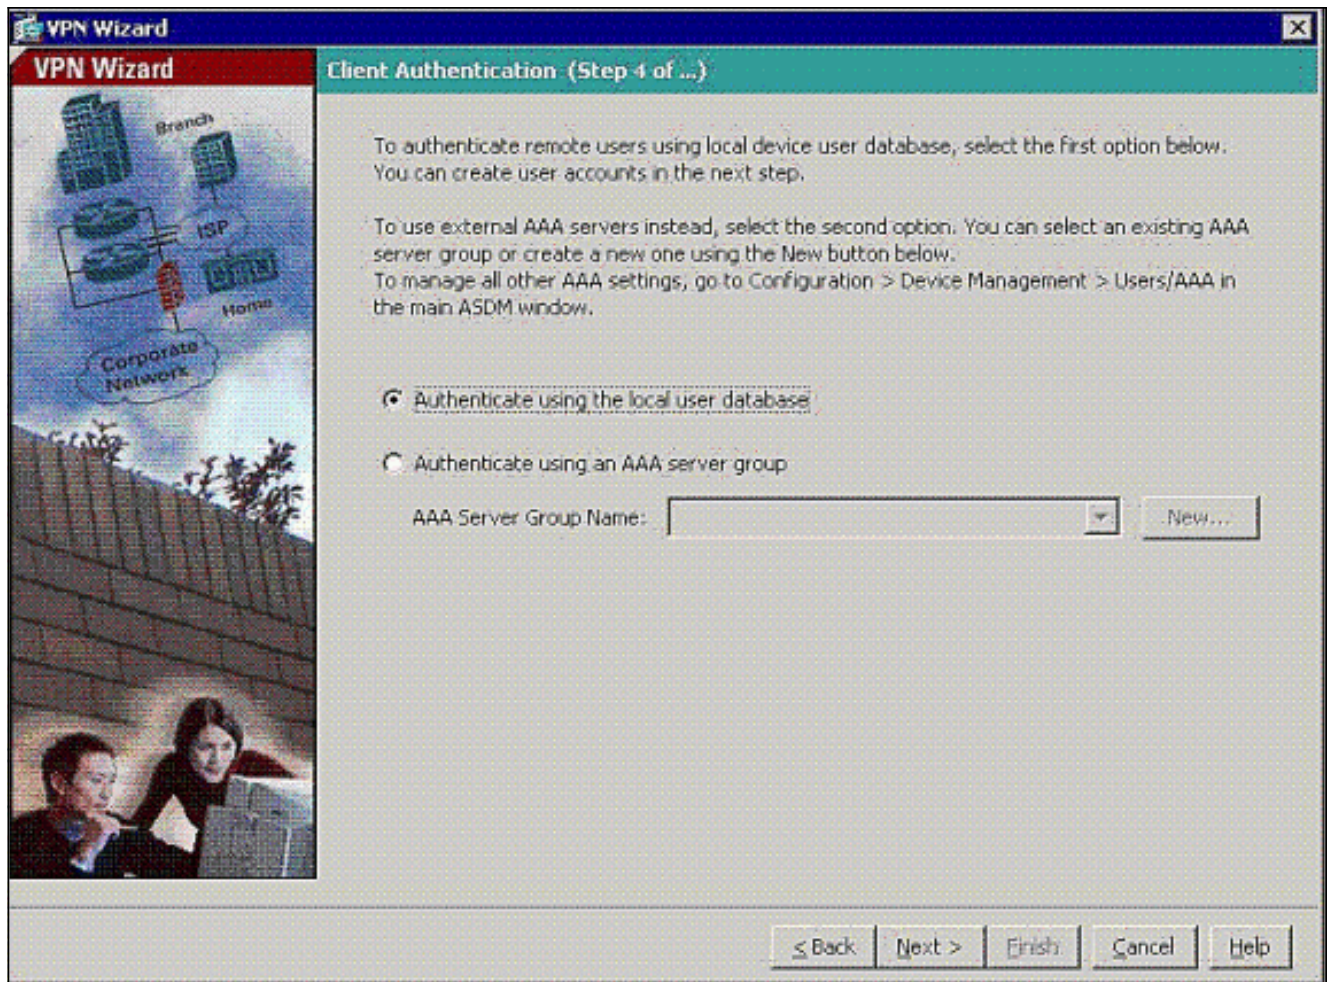 VPN Wizard
VPN Wizard
Client Authentication (Step 4 of ...)
Branch
ISP
Home
Corporate
Network
To authenticate remote users using local device user database, select the first option below.
You can create user accounts in the next step.
To use external AAA servers instead, select the second option. You can select an existing AAA
server group or create a new one using the New button below.
To manage all other AAA settings, go to Configuration > Device Management > Users/AAA in
the main ASDM window.
Authenticate using the local user database
Authenticate using an AAA server group
AAA Server Group Name:
New...
< Back
Next >
Finish
Cancel
Help